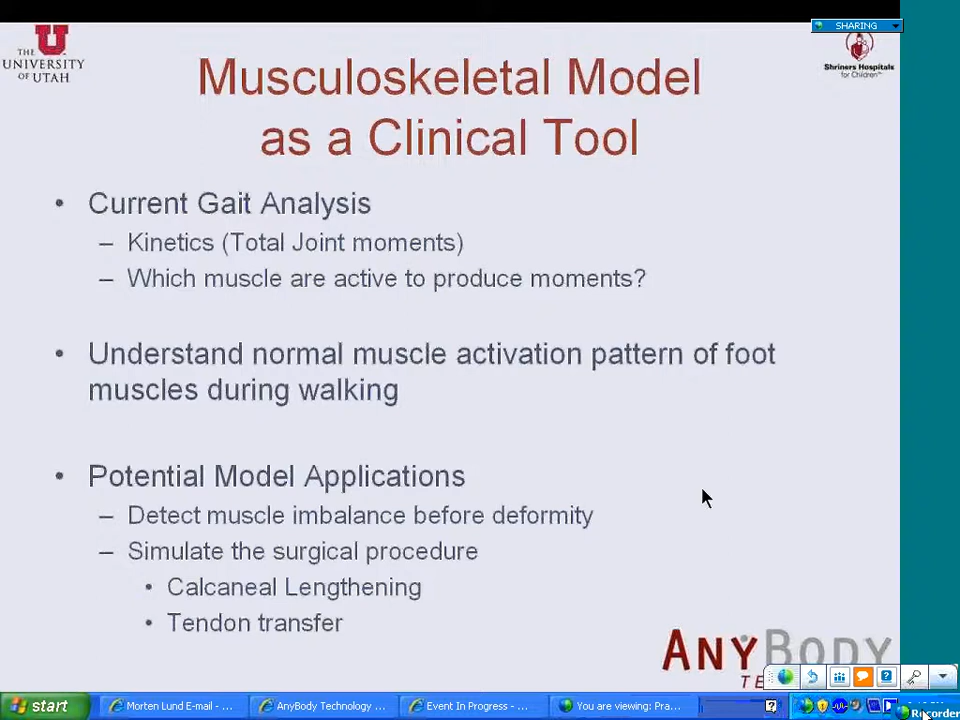 SHARING
THE
UNIVERSITY
OF UTAH
Shriners Hospitals
for Children™
Musculoskeletal Model
as a Clinical Tool
• Current Gait Analysis
– Kinetics (Total Joint moments)
– Which muscle are active to produce moments?
• Understand normal muscle activation pattern of foot
muscles during walking
• Potential Model Applications
– Detect muscle imbalance before deformity
– Simulate the surgical procedure
• Calcaneal Lengthening
• Tendon transfer
ANYBODY
start
Morten Lund E-mail - ...
AnyBody Technology ...
Event In Progress - ...
You are viewing: Pra...
Recorder